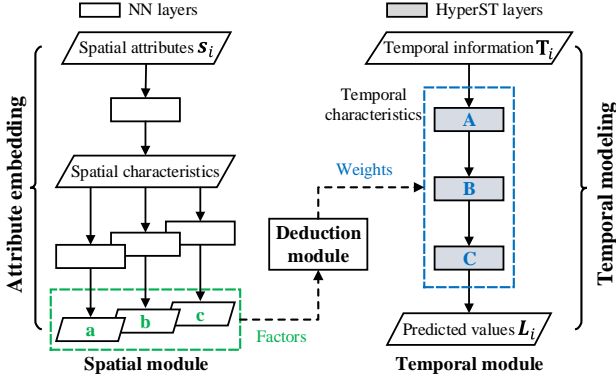 NN layers
HyperST layers
Spatial attributes s_i
Temporal information T_i
Attribute embedding
Temporal
characteristics
A
Spatial characteristics
Weights
B
Temporal modeling
Deduction
module
C
a
b
c
Factors
Predicted values L_i
Spatial module
Temporal module